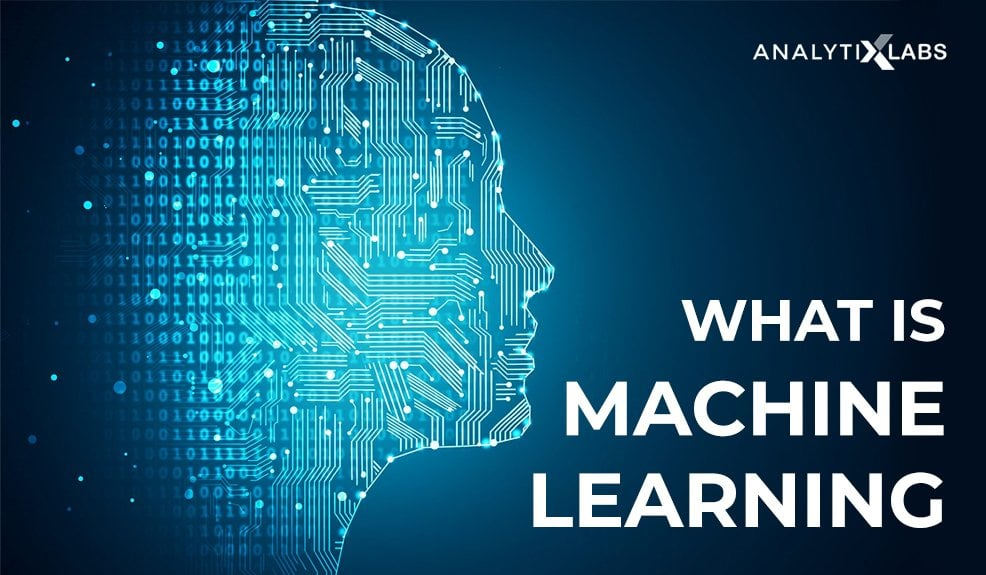 ANALYTIXLABS
WHAT IS
MACHINE
LEARNING